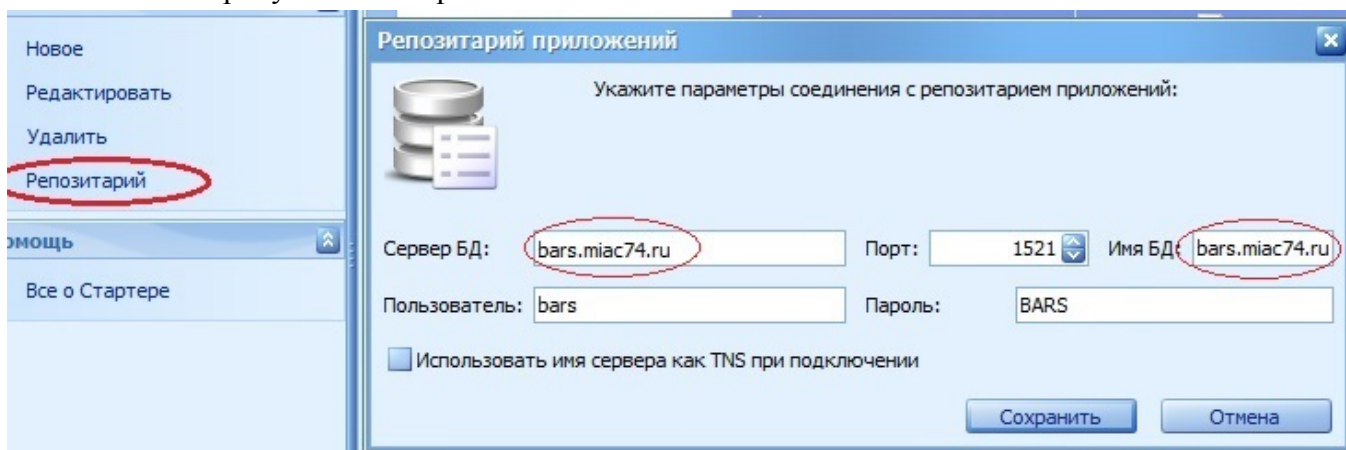 Новое
Редактировать
Удалить
Репозитарий
Все о Стартере
Репозитарий приложений
Укажите параметры соединения с репозитарием приложений:
Сервер БД: bars.miac74.ru Порт: 1521 Имя БД: bars.miac74.ru
Пользователь: bars Пароль: BARS
Использовать имя сервера как TNS при подключении
Сохранить Отмена